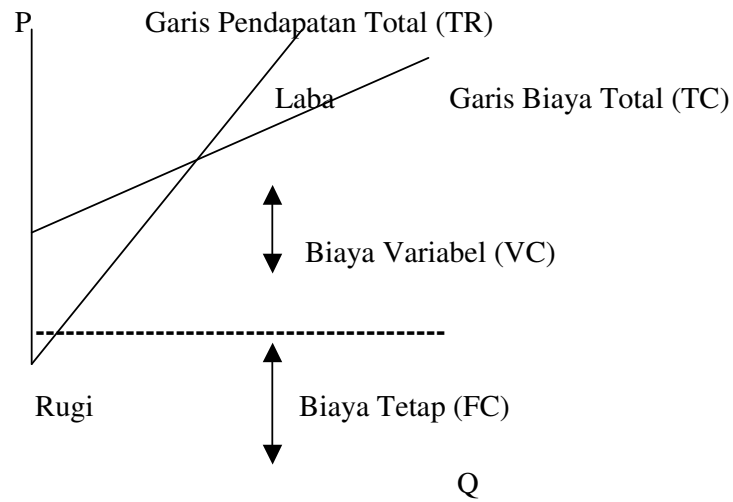 P Garis Pendapatan Total (TR)
Laba Garis Biaya Total (TC)
Biaya Variabel (VC)
Rugi Biaya Tetap (FC)
Q